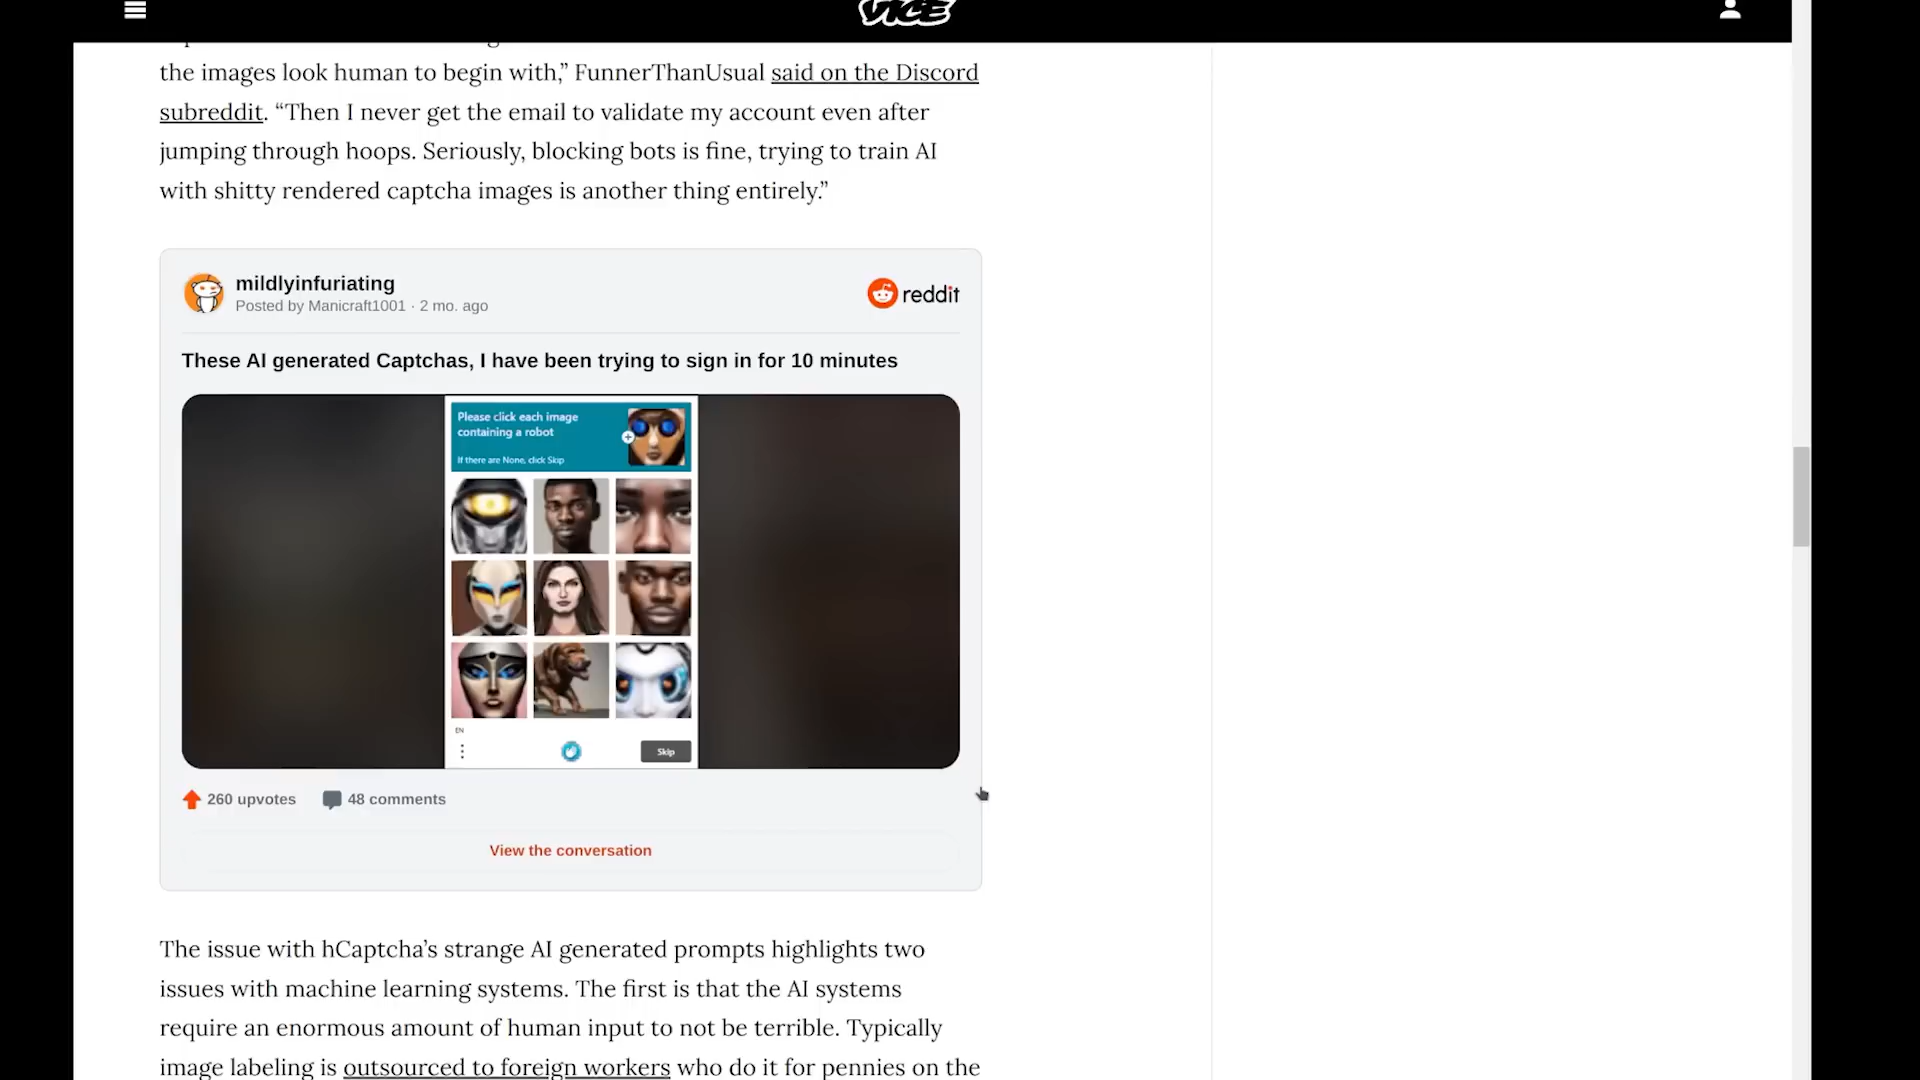 VICE
the images look human to begin with,” FunnerThanUsual said on the Discord
subreddit. “Then I never get the email to validate my account even after
jumping through hoops. Seriously, blocking bots is fine, trying to train AI
with shitty rendered captcha images is another thing entirely.”
mildlyinfuriating
Posted by Manicraft1001 · 2 mo. ago
reddit
These AI generated Captchas, I have been trying to sign in for 10 minutes
Please click each image
containing a robot
If there are None, click Skip
EN
Skip
260 upvotes 48 comments
View the conversation
The issue with hCaptcha’s strange AI generated prompts highlights two
issues with machine learning systems. The first is that the AI systems
require an enormous amount of human input to not be terrible. Typically
image labeling is outsourced to foreign workers who do it for pennies on the